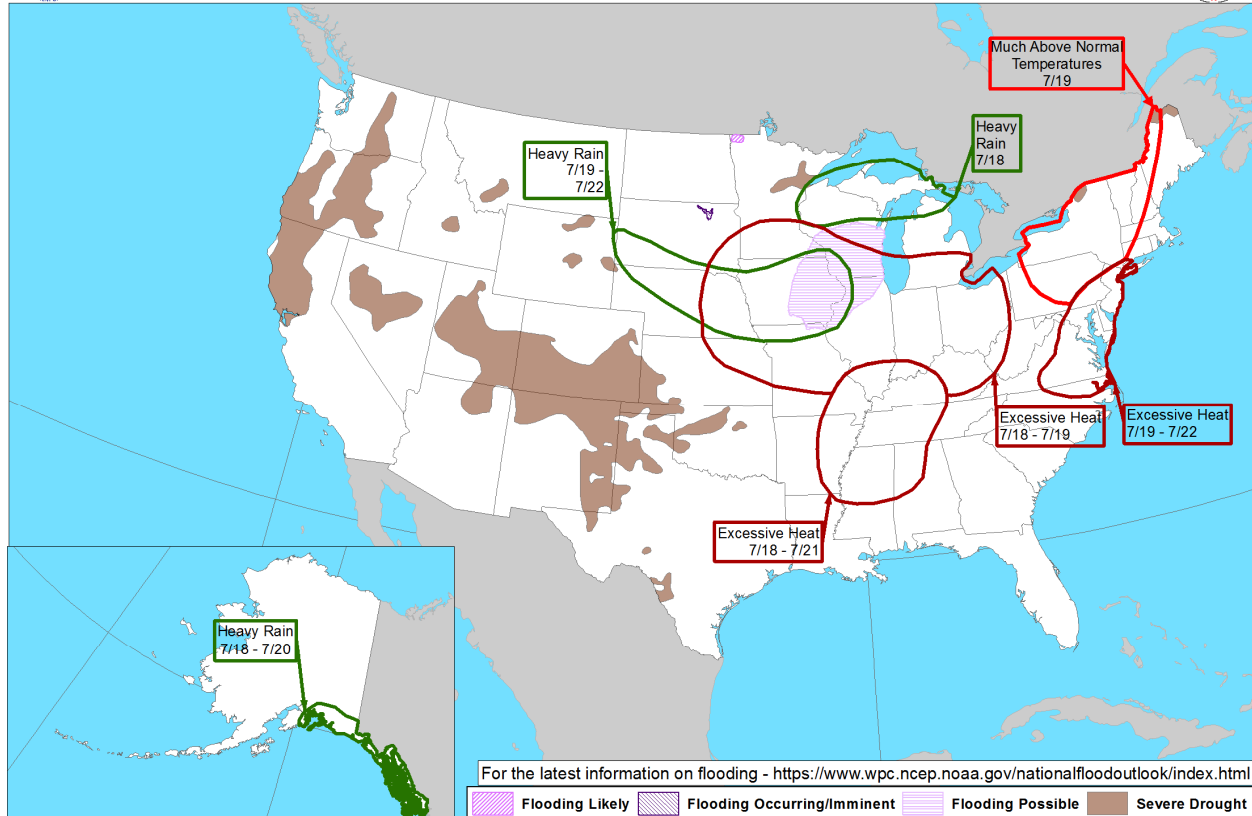 Much Above Normal
Temperatures
7/19
Heavy
Rain
7/18
Heavy Rain
7/19 -
7/22
Excessive Heat
7/18 - 7/19
Excessive Heat
7/19 - 7/22
Excessive Heat
7/18 - 7/21
Heavy Rain
7/18 - 7/20
For the latest information on flooding - https://www.wpc.ncep.noaa.gov/nationalfloodoutlook/index.html
Flooding Likely Flooding Occurring/Imminent Flooding Possible Severe Drought